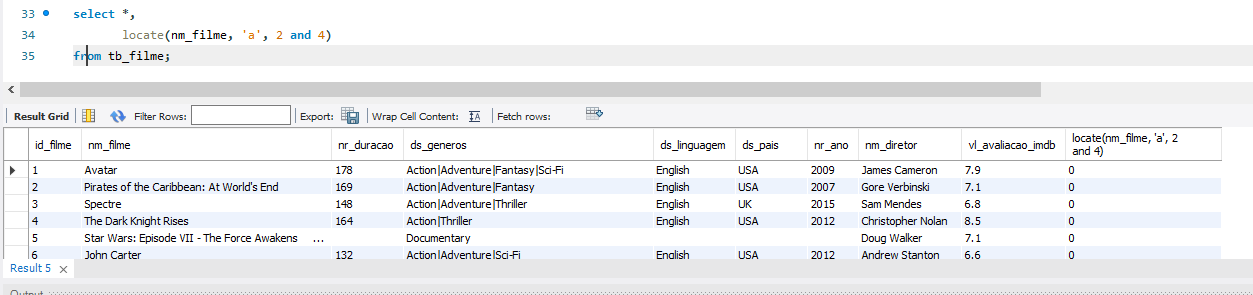 33 select *,
34 locate(nm_filme, 'a', 2 and 4)
35 from tb_filme;
Result Grid Filter Rows: Export: Wrap Cell Content: Fetch rows:
id_filme nm_filme nr_duracao ds_generos ds_linguagem ds_pais nr_ano nm_diretor vl_avaliacao_imdb locate(nm_filme, 'a', 2
and 4)
1 Avatar 178 Action|Adventure|Fantasy|Sci-Fi English USA 2009 James Cameron 7.9 0
2 Pirates of the Caribbean: At World's End 169 Action|Adventure|Fantasy English USA 2007 Gore Verbinski 7.1 0
3 Spectre 148 Action|Adventure|Thriller English UK 2015 Sam Mendes 6.8 0
4 The Dark Knight Rises 164 Action|Thriller English USA 2012 Christopher Nolan 8.5 0
5 Star Wars: Episode VII - The Force Awakens ... Documentary Doug Walker 7.1 0
6 John Carter 132 Action|Adventure|Sci-Fi English USA 2012 Andrew Stanton 6.6 0
Result 5 ×
Output